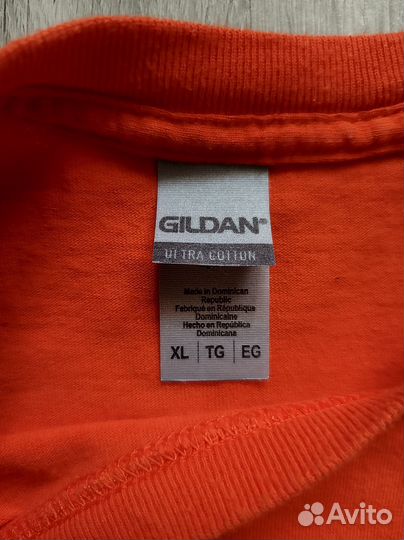 GILDAN
ULTRA COTTON
Made in Dominican
Republic
Fabriqué en République
Dominicaine
Hecho en República
Dominicana
XL | TG | EG
Avito